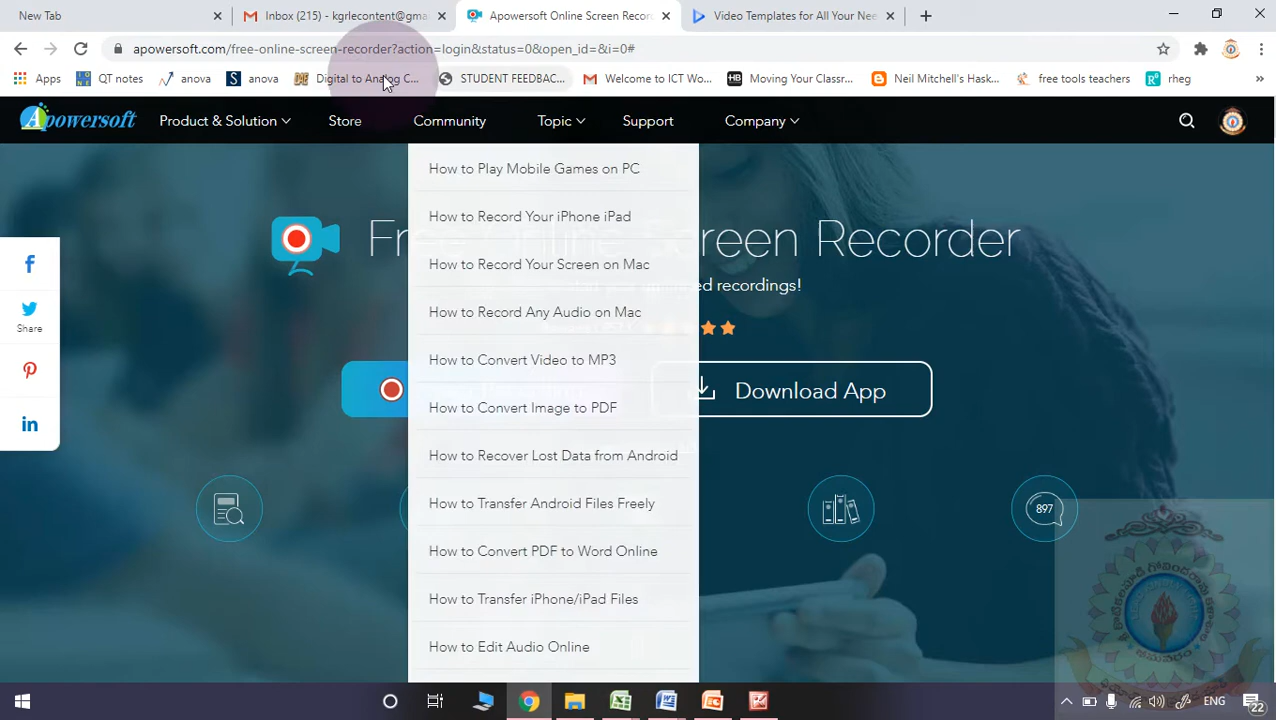 New Tab
Inbox (215) - kgrlecontent@gma
Apowersoft Online Screen Recor
Video Templates for All Your Nee
apowersoft.com/free-online-screen-recorder?action=login&status=0&open_id=&i=0#
Apps
QT notes
anova
anova
Digital to Analog C...
STUDENT FEEDBAC...
Welcome to ICT Wo...
Moving Your Classr...
Neil Mitchell's Hask...
free tools teachers
rheg
Apowersoft
Product & Solution
Store
Community
Topic
Support
Company
How to Play Mobile Games on PC
How to Record Your iPhone iPad
How to Record Your Screen on Mac
How to Record Any Audio on Mac
How to Convert Video to MP3
How to Convert Image to PDF
How to Recover Lost Data from Android
How to Transfer Android Files Freely
How to Convert PDF to Word Online
How to Transfer iPhone/iPad Files
How to Edit Audio Online
Free Online Screen Recorder
recordings!
Download App
Share
897
ENG
22